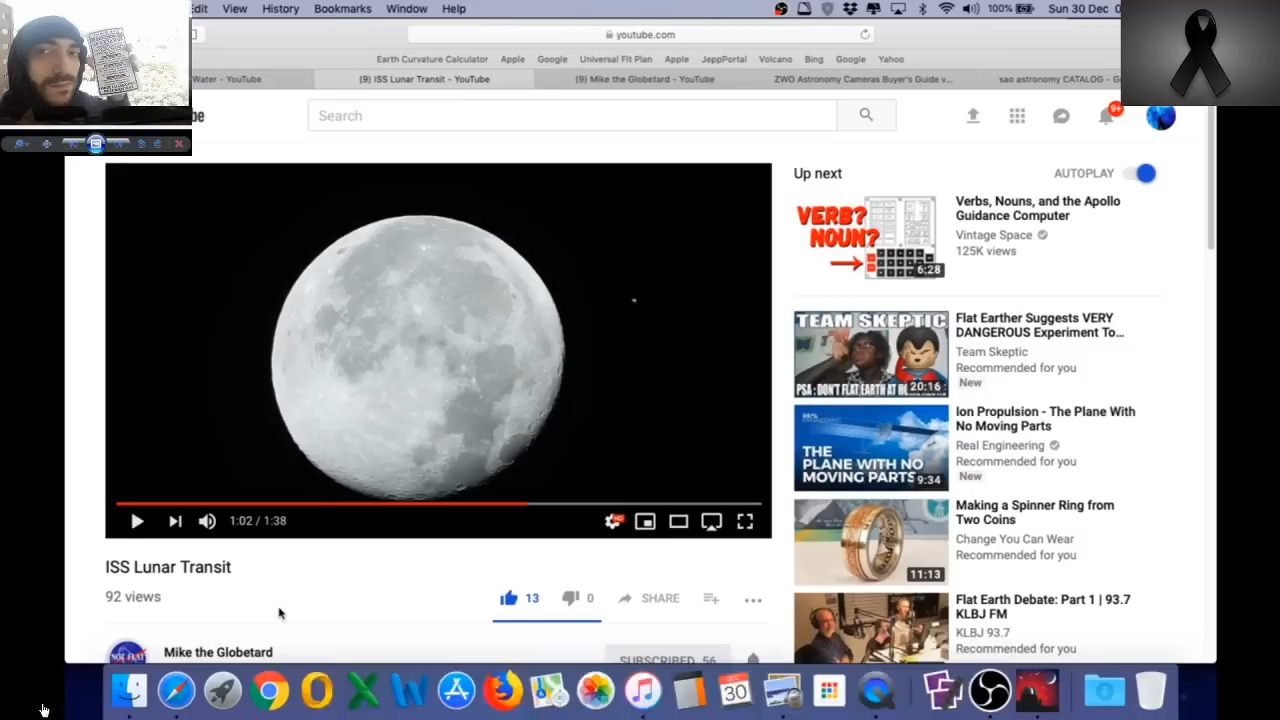 dit View History Bookmarks Window Help 100% Sun 30 Dec 0
youtube.com
Earth Curvature Calculator Apple Google Universal Flt Plan Apple JeppPortal Volcano Bing Google Yahoo
Water - YouTube (9) ISS Lunar Transit - YouTube (9) Mike the Globetard - YouTube ZWO Astronomy Cameras Buyer's Guide v... sao astronomy CATALOG - G
be Search 9+
Up next AUTOPLAY
VERB?
NOUN?
6:28
Verbs, Nouns, and the Apollo
Guidance Computer
Vintage Space
125K views
TEAM SKEPTIC
20:16
Flat Earther Suggests VERY
DANGEROUS Experiment To...
Team Skeptic
Recommended for you
New
THE
PLANE WITH NO
MOVING PARTS
9:34
Ion Propulsion - The Plane With
No Moving Parts
Real Engineering
Recommended for you
New
11:13
Making a Spinner Ring from
Two Coins
Change You Can Wear
Recommended for you
Flat Earth Debate: Part 1 | 93.7
KLBJ FM
KLBJ 93.7
Recommended for you
1:02 / 1:38 HD
ISS Lunar Transit
92 views 13 0 SHARE
Mike the Globetard SUBSCRIBED 56
DEC
30